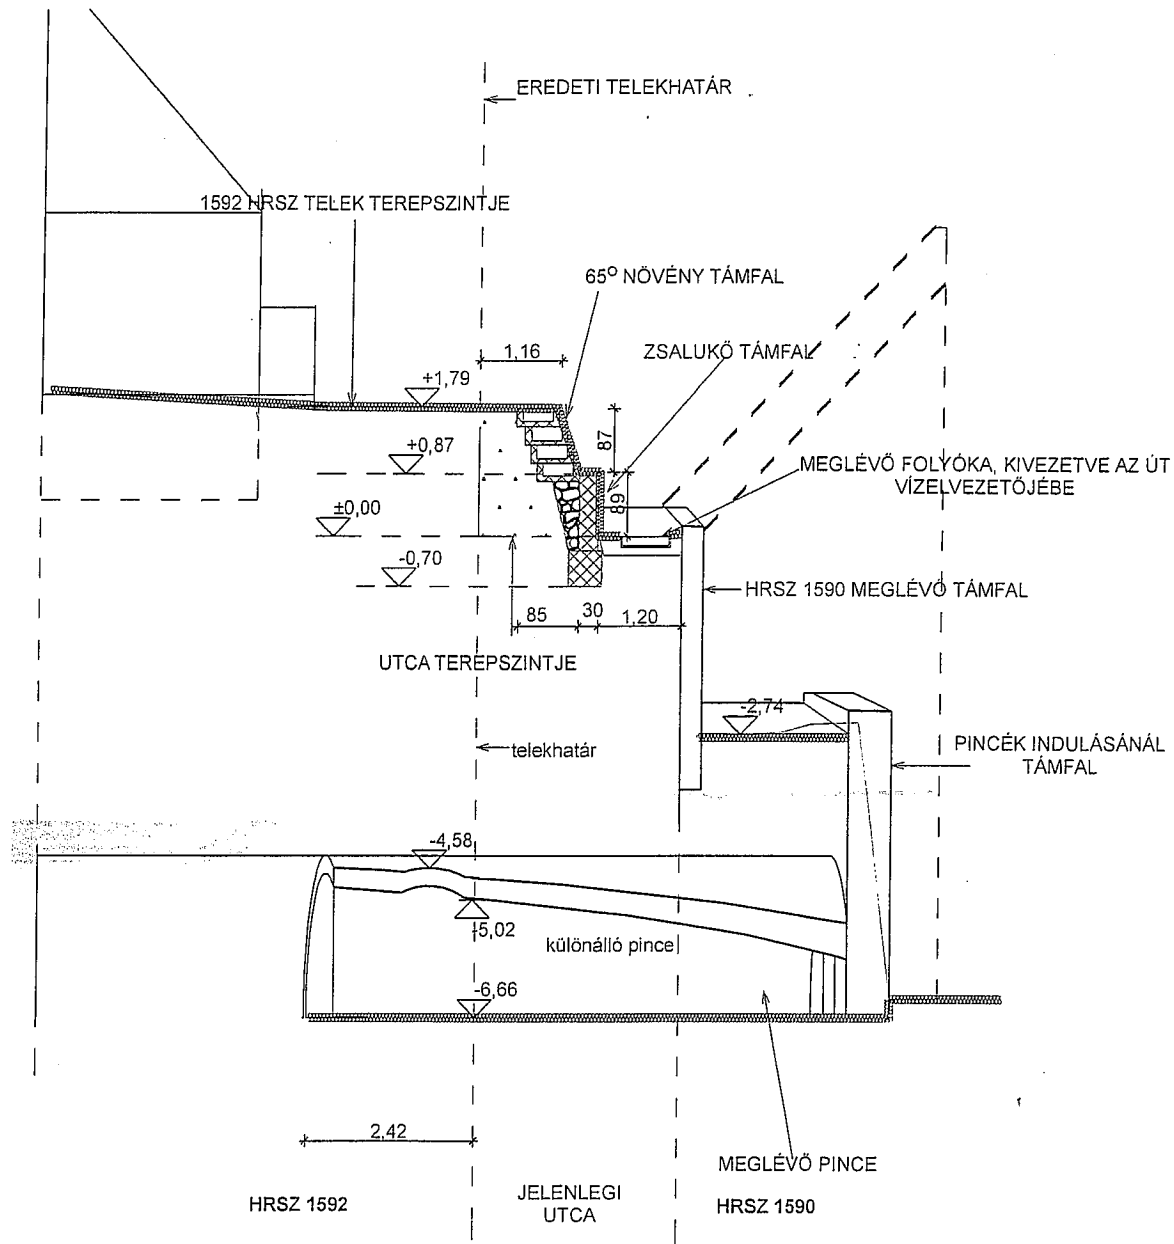 EREDETI TELEKHATÁR
1592 HRSZ TELEK TEREPSZINTJE
65° NÖVÉNY TÁMFAL
1,16
ZSALUKŐ TÁMFAL
+1,79
87
+0,87
MEGLÉVŐ FOLYÓKA, KIVEZETVE AZ ÚT
VÍZELVEZETŐJÉBE
89
±0,00
-0,70
HRSZ 1590 MEGLÉVŐ TÁMFAL
85
30
1,20
UTCA TEREPSZINTJE
-2,74
telekhatár
PINCÉK INDULÁSÁNÁL
TÁMFAL
-4,58
-5,02
különálló pince
-6,66
2,42
MEGLÉVŐ PINCE
HRSZ 1592
JELENLEGI
UTCA
HRSZ 1590